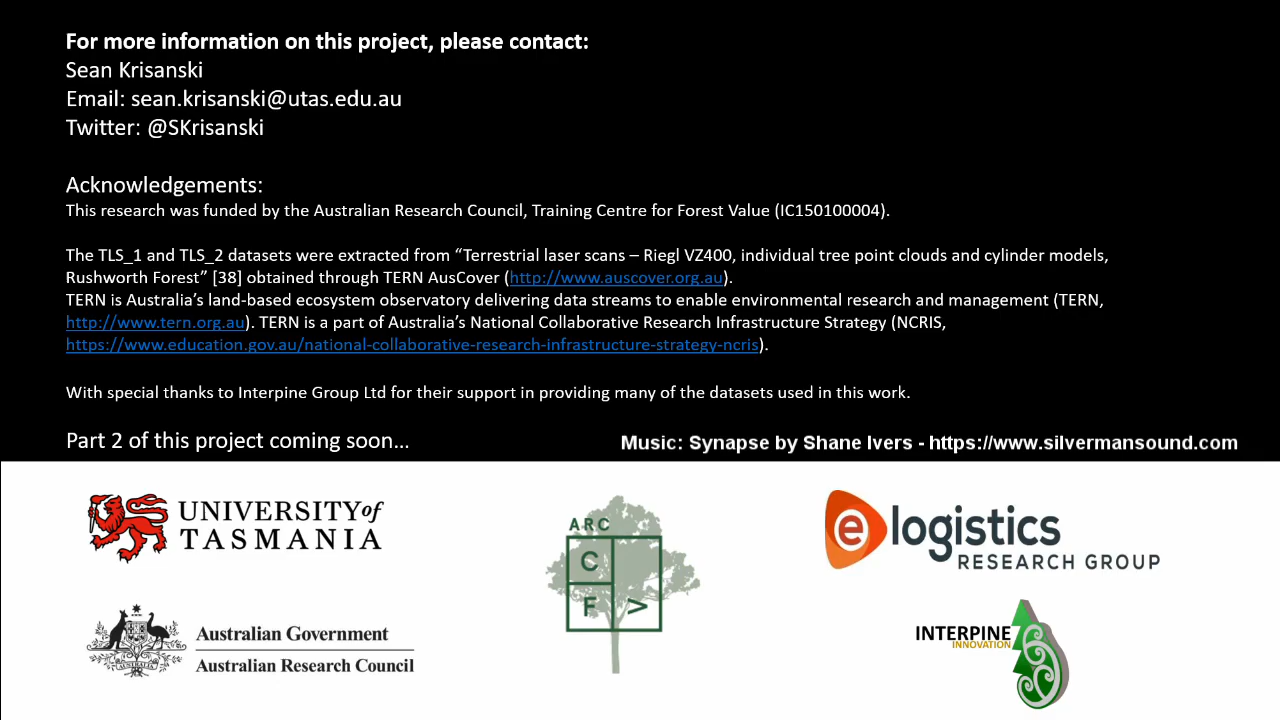 For more information on this project, please contact:
Sean Krisanski
Email: sean.krisanski@utas.edu.au
Twitter: @SKrisanski
Acknowledgements:
This research was funded by the Australian Research Council, Training Centre for Forest Value (IC150100004).
The TLS_1 and TLS_2 datasets were extracted from “Terrestrial laser scans – Riegl VZ400, individual tree point clouds and cylinder models,
Rushworth Forest” [38] obtained through TERN AusCover (http://www.auscover.org.au).
TERN is Australia’s land-based ecosystem observatory delivering data streams to enable environmental research and management (TERN,
http://www.tern.org.au). TERN is a part of Australia’s National Collaborative Research Infrastructure Strategy (NCRIS,
https://www.education.gov.au/national-collaborative-research-infrastructure-strategy-ncris).
With special thanks to Interpine Group Ltd for their support in providing many of the datasets used in this work.
Part 2 of this project coming soon...
Music: Synapse by Shane Ivers - https://www.silvermansound.com
UNIVERSITY of
TASMANIA
ARC
C
F >
e logistics
RESEARCH GROUP
Australian Government
Australian Research Council
INTERPINE
INNOVATION